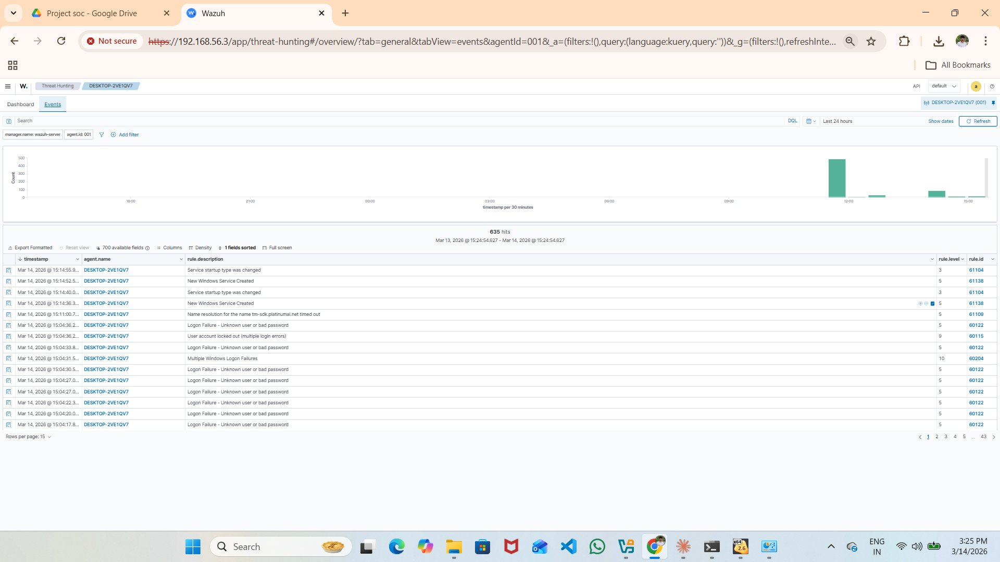 Project soc - Google Drive
Wazuh
Not secure
https://192.168.56.3/app/threat-hunting#/overview/?tab=general&tabView=events&agentId=001&_a=(filters:!(),query:(language:kuery,query:''))&_g=(filters:!(),refreshInte...
All Bookmarks
W. Threat Hunting DESKTOP-2VE1QV7 API default a
Dashboard Events DESKTOP-2VE1QV7 (001)
Search DQL Last 24 hours Show dates Refresh
manager.name: wazuh-server agent.id: 001 Add filter
500
400
300
200
100
0
Count
18:00 21:00 00:00 03:00 06:00 09:00 12:00 15:00
timestamp per 30 minutes
635 hits
Mar 13, 2026 @ 15:24:54.627 - Mar 14, 2026 @ 15:24:54.627
Export Formatted Reset view 700 available fields Columns Density 1 fields sorted Full screen
timestamp agent.name rule.description rule.level rule.id
Mar 14, 2026 @ 15:14:55.9... DESKTOP-2VE1QV7 Service startup type was changed 3 61104
Mar 14, 2026 @ 15:14:52.5... DESKTOP-2VE1QV7 New Windows Service Created 5 61138
Mar 14, 2026 @ 15:14:40.0... DESKTOP-2VE1QV7 Service startup type was changed 3 61104
Mar 14, 2026 @ 15:14:36.3... DESKTOP-2VE1QV7 New Windows Service Created 5 61138
Mar 14, 2026 @ 15:11:00.7... DESKTOP-2VE1QV7 Name resolution for the name tm-sdk.platinumai.net timed out 5 61109
Mar 14, 2026 @ 15:04:36.2... DESKTOP-2VE1QV7 Logon Failure - Unknown user or bad password 5 60122
Mar 14, 2026 @ 15:04:36.2... DESKTOP-2VE1QV7 User account locked out (multiple login errors) 9 60115
Mar 14, 2026 @ 15:04:33.8... DESKTOP-2VE1QV7 Logon Failure - Unknown user or bad password 5 60122
Mar 14, 2026 @ 15:04:31.5... DESKTOP-2VE1QV7 Multiple Windows Logon Failures 10 60204
Mar 14, 2026 @ 15:04:30.5... DESKTOP-2VE1QV7 Logon Failure - Unknown user or bad password 5 60122
Mar 14, 2026 @ 15:04:27.0... DESKTOP-2VE1QV7 Logon Failure - Unknown user or bad password 5 60122
Mar 14, 2026 @ 15:04:27.0... DESKTOP-2VE1QV7 Logon Failure - Unknown user or bad password 5 60122
Mar 14, 2026 @ 15:04:22.3... DESKTOP-2VE1QV7 Logon Failure - Unknown user or bad password 5 60122
Mar 14, 2026 @ 15:04:20.0... DESKTOP-2VE1QV7 Logon Failure - Unknown user or bad password 5 60122
Mar 14, 2026 @ 15:04:17.8... DESKTOP-2VE1QV7 Logon Failure - Unknown user or bad password 5 60122
Rows per page: 15 1 2 3 4 5 ... 43
Search
x64
2.6
ENG
IN
3:25 PM
3/14/2026